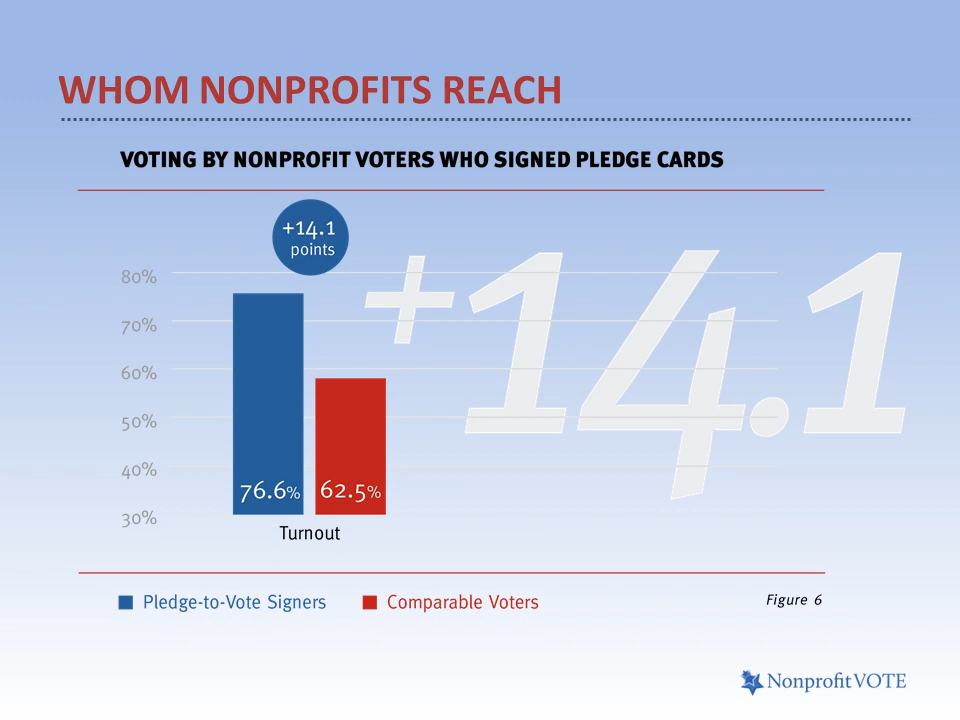 WHOM NONPROFITS REACH
VOTING BY NONPROFIT VOTERS WHO SIGNED PLEDGE CARDS
+14.1
points
+14.1
80%
70%
60%
50%
40%
30%
76.6% 62.5%
Turnout
Pledge-to-Vote Signers Comparable Voters Figure 6
NonprofitVOTE